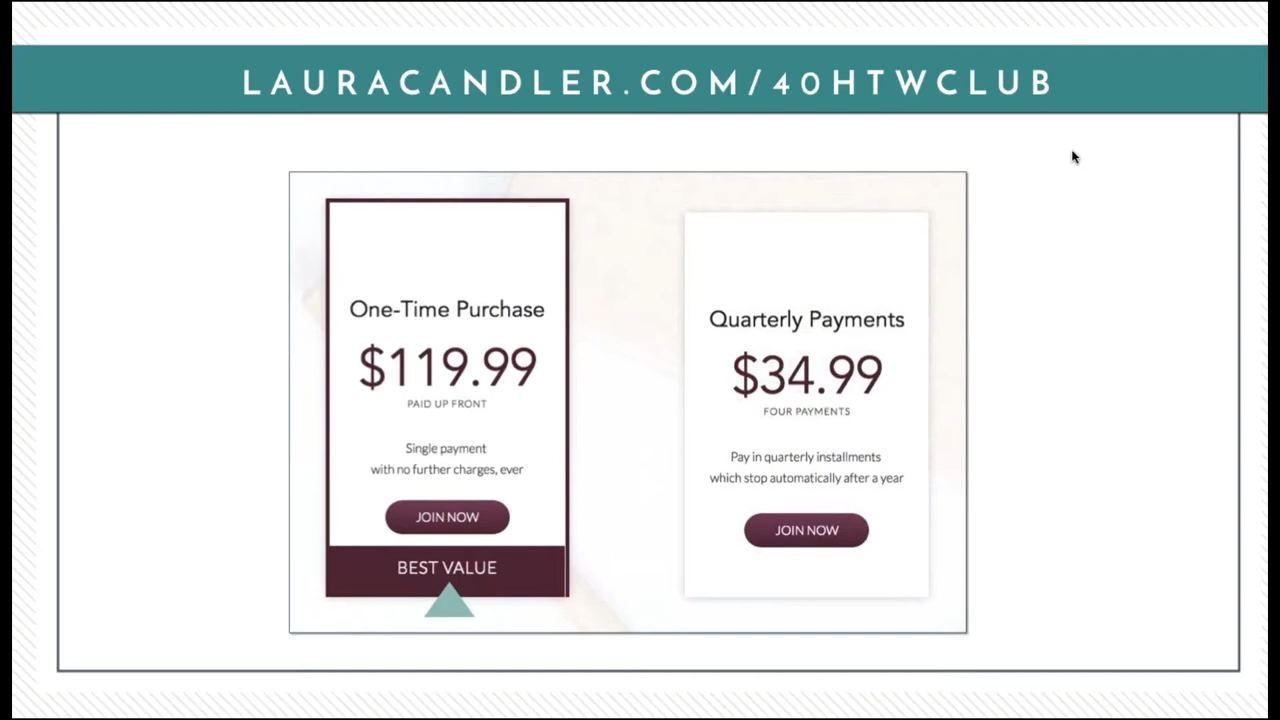 LAURACANDLER.COM/40HTWCLUB
One-Time Purchase
$119.99
PAID UP FRONT
Single payment
with no further charges, ever
JOIN NOW
BEST VALUE
Quarterly Payments
$34.99
FOUR PAYMENTS
Pay in quarterly installments
which stop automatically after a year
JOIN NOW